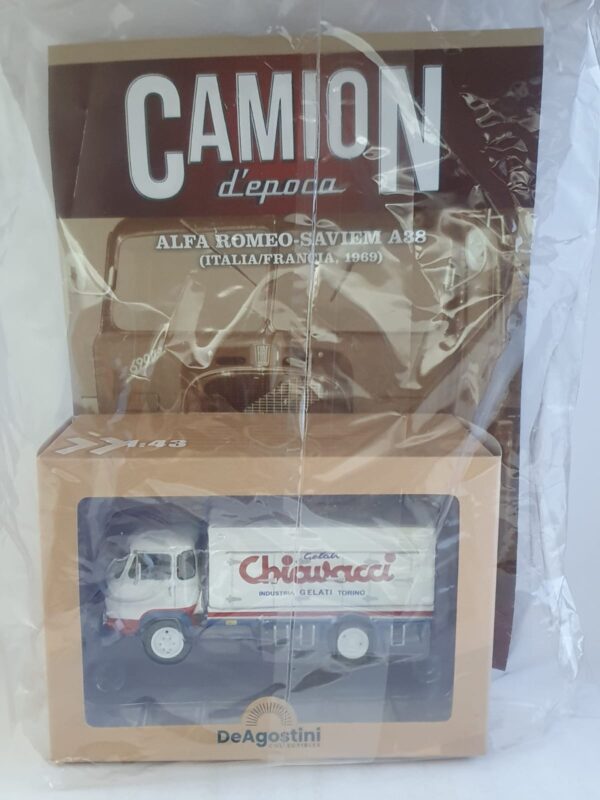 CAMION
d'epoca
ALFA ROMEO-SAVIEM A38
(ITALIA/FRANCIA, 1969)
1:43
Gelati
Chiavacci
INDUSTRIA GELATI TORINO
DeAgostini